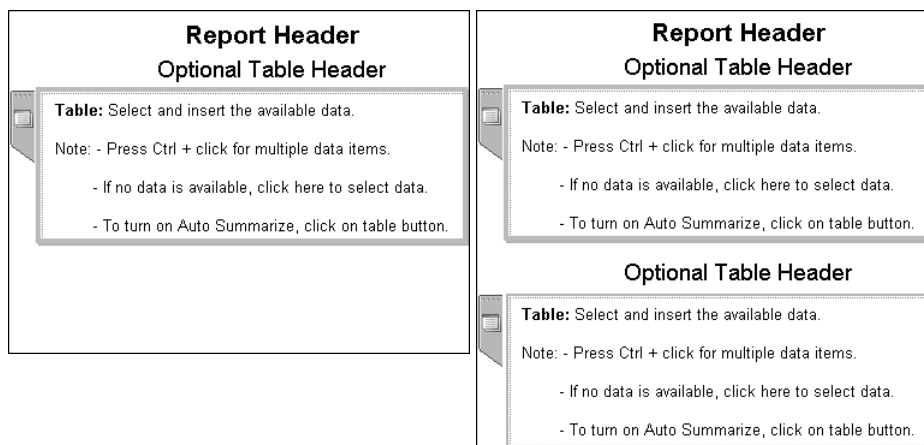 Report Header
Optional Table Header
Table: Select and insert the available data.
Note: - Press Ctrl + click for multiple data items.
- If no data is available, click here to select data.
- To turn on Auto Summarize, click on table button.
Report Header
Optional Table Header
Table: Select and insert the available data.
Note: - Press Ctrl + click for multiple data items.
- If no data is available, click here to select data.
- To turn on Auto Summarize, click on table button.
Optional Table Header
Table: Select and insert the available data.
Note: - Press Ctrl + click for multiple data items.
- If no data is available, click here to select data.
- To turn on Auto Summarize, click on table button.